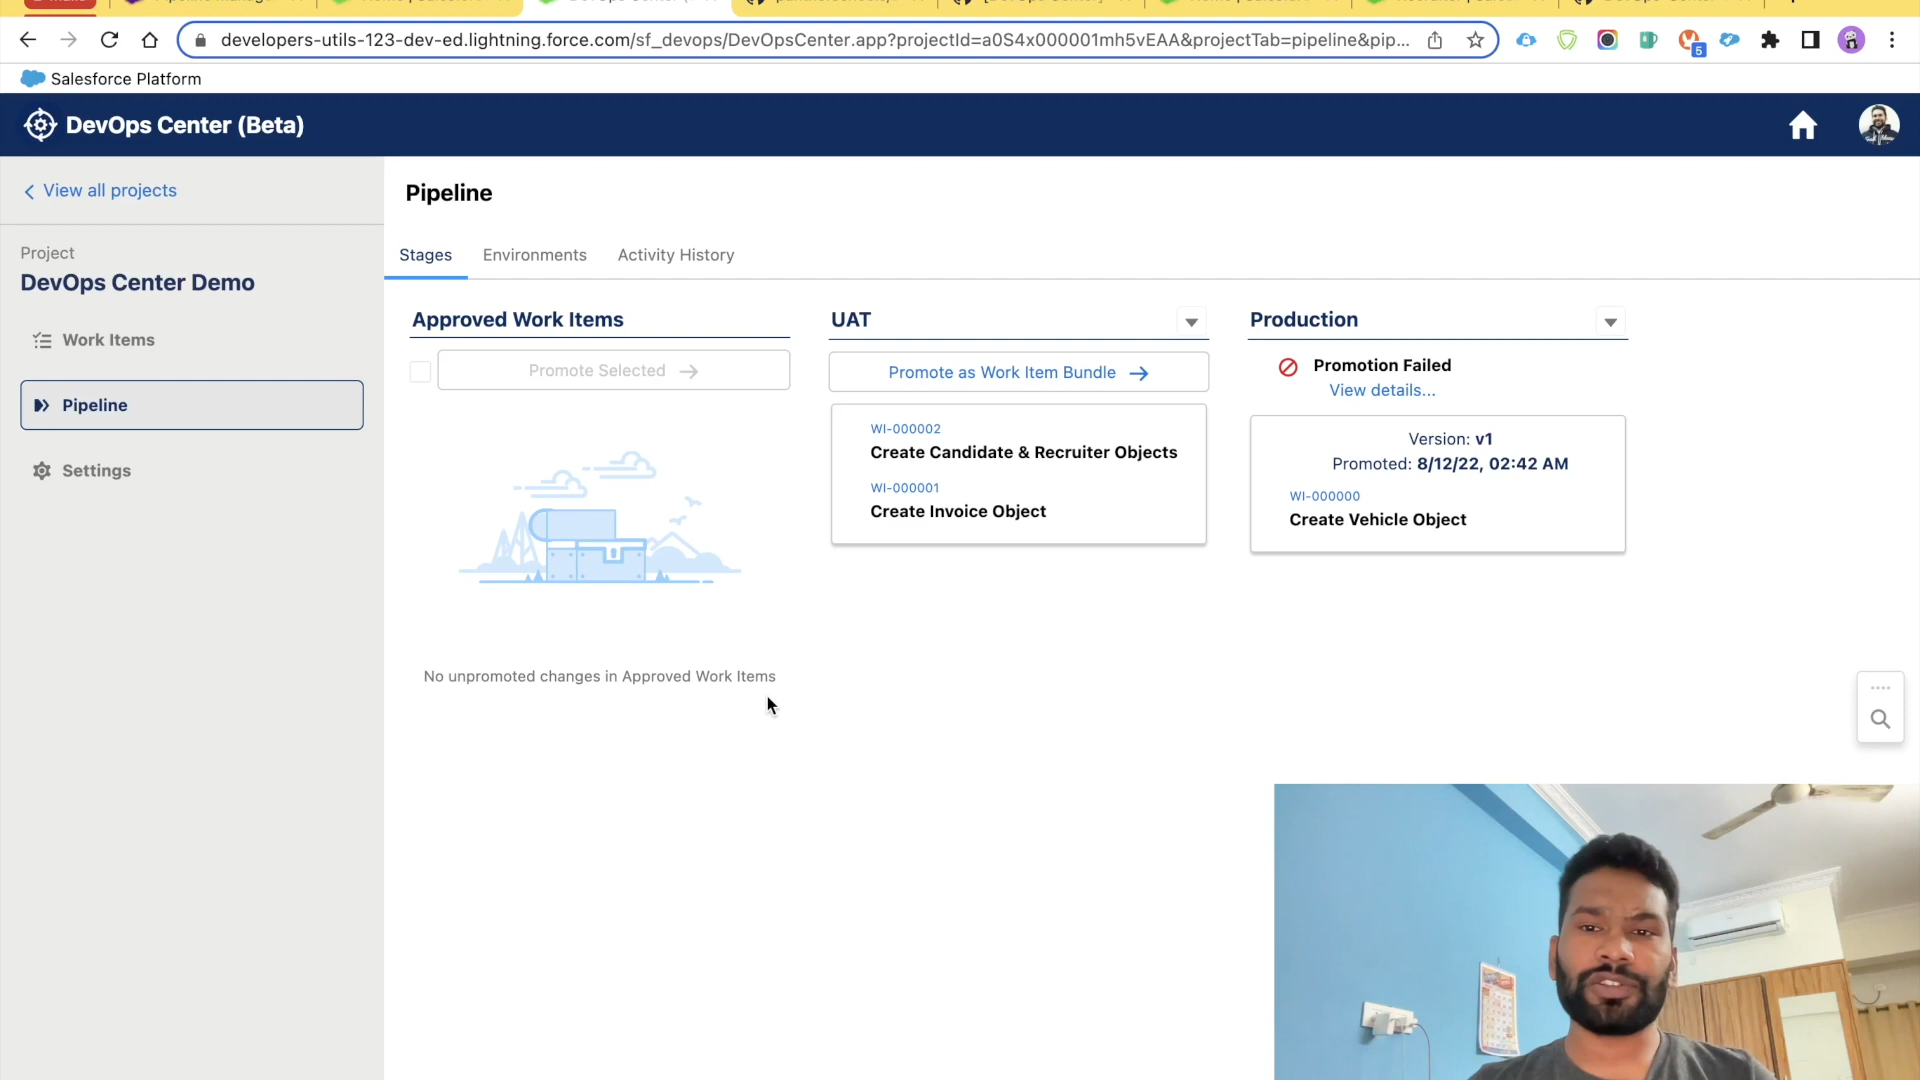 developers-utils-123-dev-ed.lightning.force.com/sf_devops/DevOpsCenter.app?projectId=a0S4x000001mh5vEAA&projectTab=pipeline&pip...
5
Salesforce Platform
DevOps Center (Beta)
View all projects
Project
DevOps Center Demo
Work Items
Pipeline
Settings
Pipeline
Stages
Environments
Activity History
Approved Work Items
Promote Selected
No unpromoted changes in Approved Work Items
UAT
Promote as Work Item Bundle
WI-000002
Create Candidate & Recruiter Objects
WI-000001
Create Invoice Object
Production
Promotion Failed
View details...
Version: v1
Promoted: 8/12/22, 02:42 AM
WI-000000
Create Vehicle Object